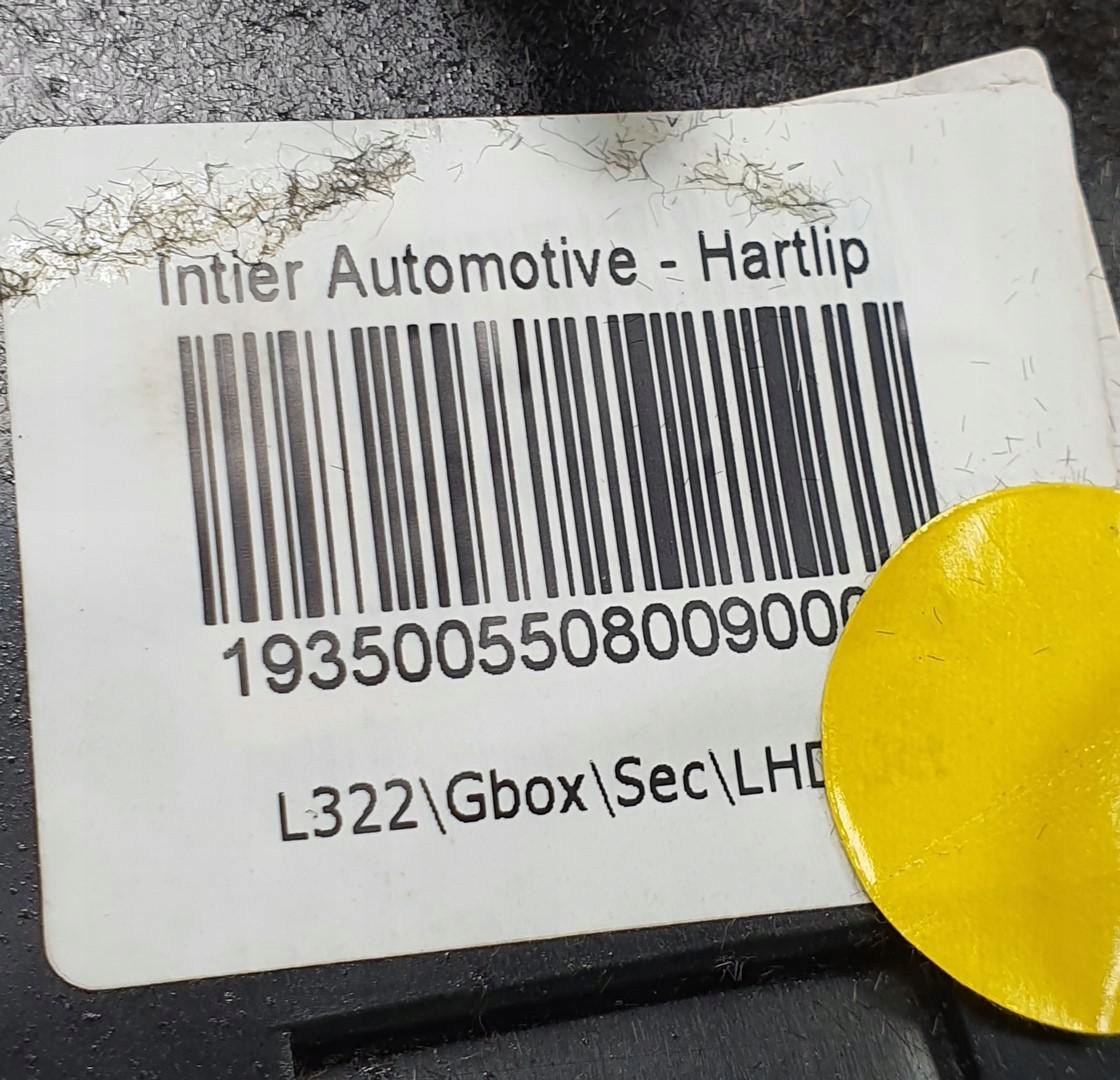 Intier Automotive - Hartlip
1935005508009000
L322\Gbox\Sec\LHD